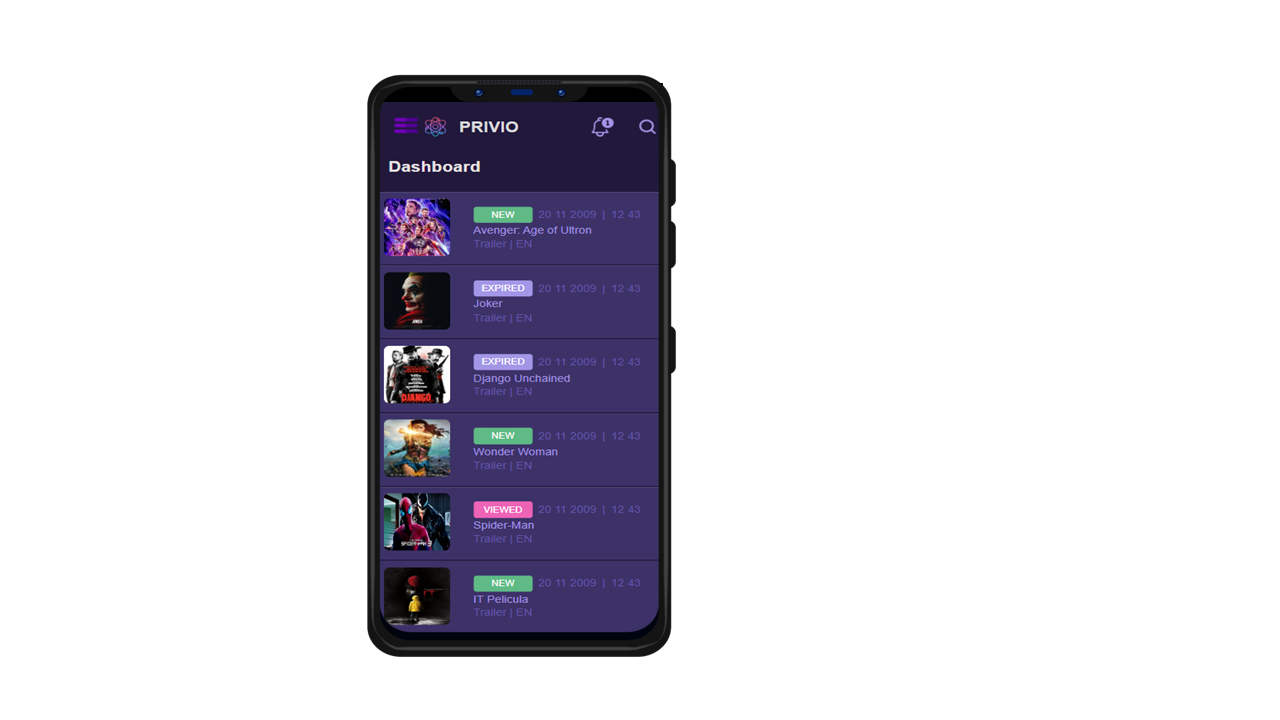 PRIVIO
1
Dashboard
NEW 20 11 2009 | 12 43
Avenger: Age of Ultron
Trailer | EN
EXPIRED 20 11 2009 | 12 43
Joker
Trailer | EN
JOKER
EXPIRED 20 11 2009 | 12 43
Django Unchained
Trailer | EN
DJANGO
NEW 20 11 2009 | 12 43
Wonder Woman
Trailer | EN
VIEWED 20 11 2009 | 12 43
Spider-Man
Trailer | EN
NEW 20 11 2009 | 12 43
IT Pelicula
Trailer | EN